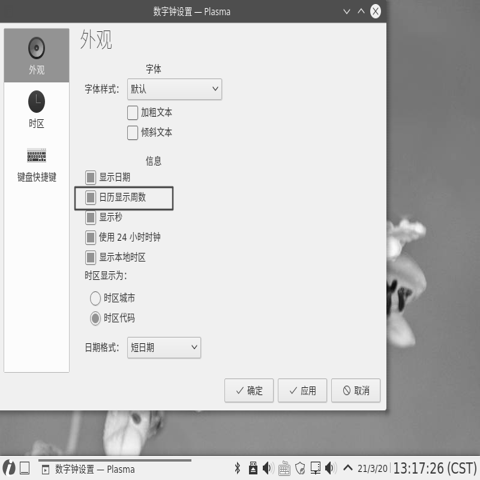 数字钟设置 — Plasma
外观
时区
键盘快捷键
外观
字体
字体样式： 默认
加粗文本
倾斜文本
信息
显示日期
日历显示周数
显示秒
使用 24 小时时钟
显示本地时区
时区显示为：
时区城市
时区代码
日期格式： 短日期
确定 应用 取消
数字钟设置 — Plasma 21/3/20 13:17:26 (CST)